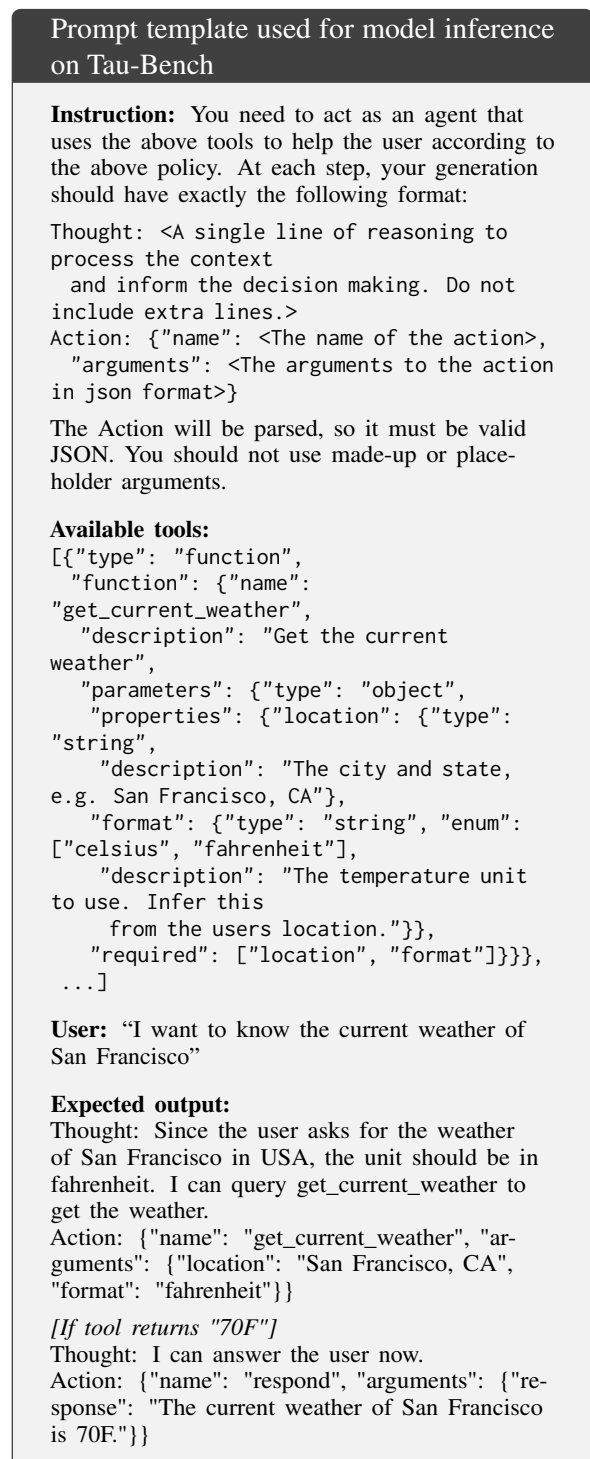 Prompt template used for model inference
on Tau-Bench
Instruction: You need to act as an agent that
uses the above tools to help the user according to
the above policy. At each step, your generation
should have exactly the following format:
Thought: <A single line of reasoning to
process the context
and inform the decision making. Do not
include extra lines.>
Action: {"name": <The name of the action>,
"arguments": <The arguments to the action
in json format>}
The Action will be parsed, so it must be valid
JSON. You should not use made-up or place-
holder arguments.
Available tools:
[{"type": "function",
"function": {"name":
"get_current_weather",
"description": "Get the current
weather",
"parameters": {"type": "object",
"properties": {"location": {"type":
"string",
"description": "The city and state,
e.g. San Francisco, CA"},
"format": {"type": "string", "enum":
["celsius", "fahrenheit"],
"description": "The temperature unit
to use. Infer this
from the users location."}},
"required": ["location", "format"]}}},
...]
User: “I want to know the current weather of
San Francisco”
Expected output:
Thought: Since the user asks for the weather
of San Francisco in USA, the unit should be in
fahrenheit. I can query get_current_weather to
get the weather.
Action: {"name": "get_current_weather", "ar-
guments": {"location": "San Francisco, CA",
"format": "fahrenheit"}}
[If tool returns "70F"]
Thought: I can answer the user now.
Action: {"name": "respond", "arguments": {"re-
sponse": "The current weather of San Francisco
is 70F."}}